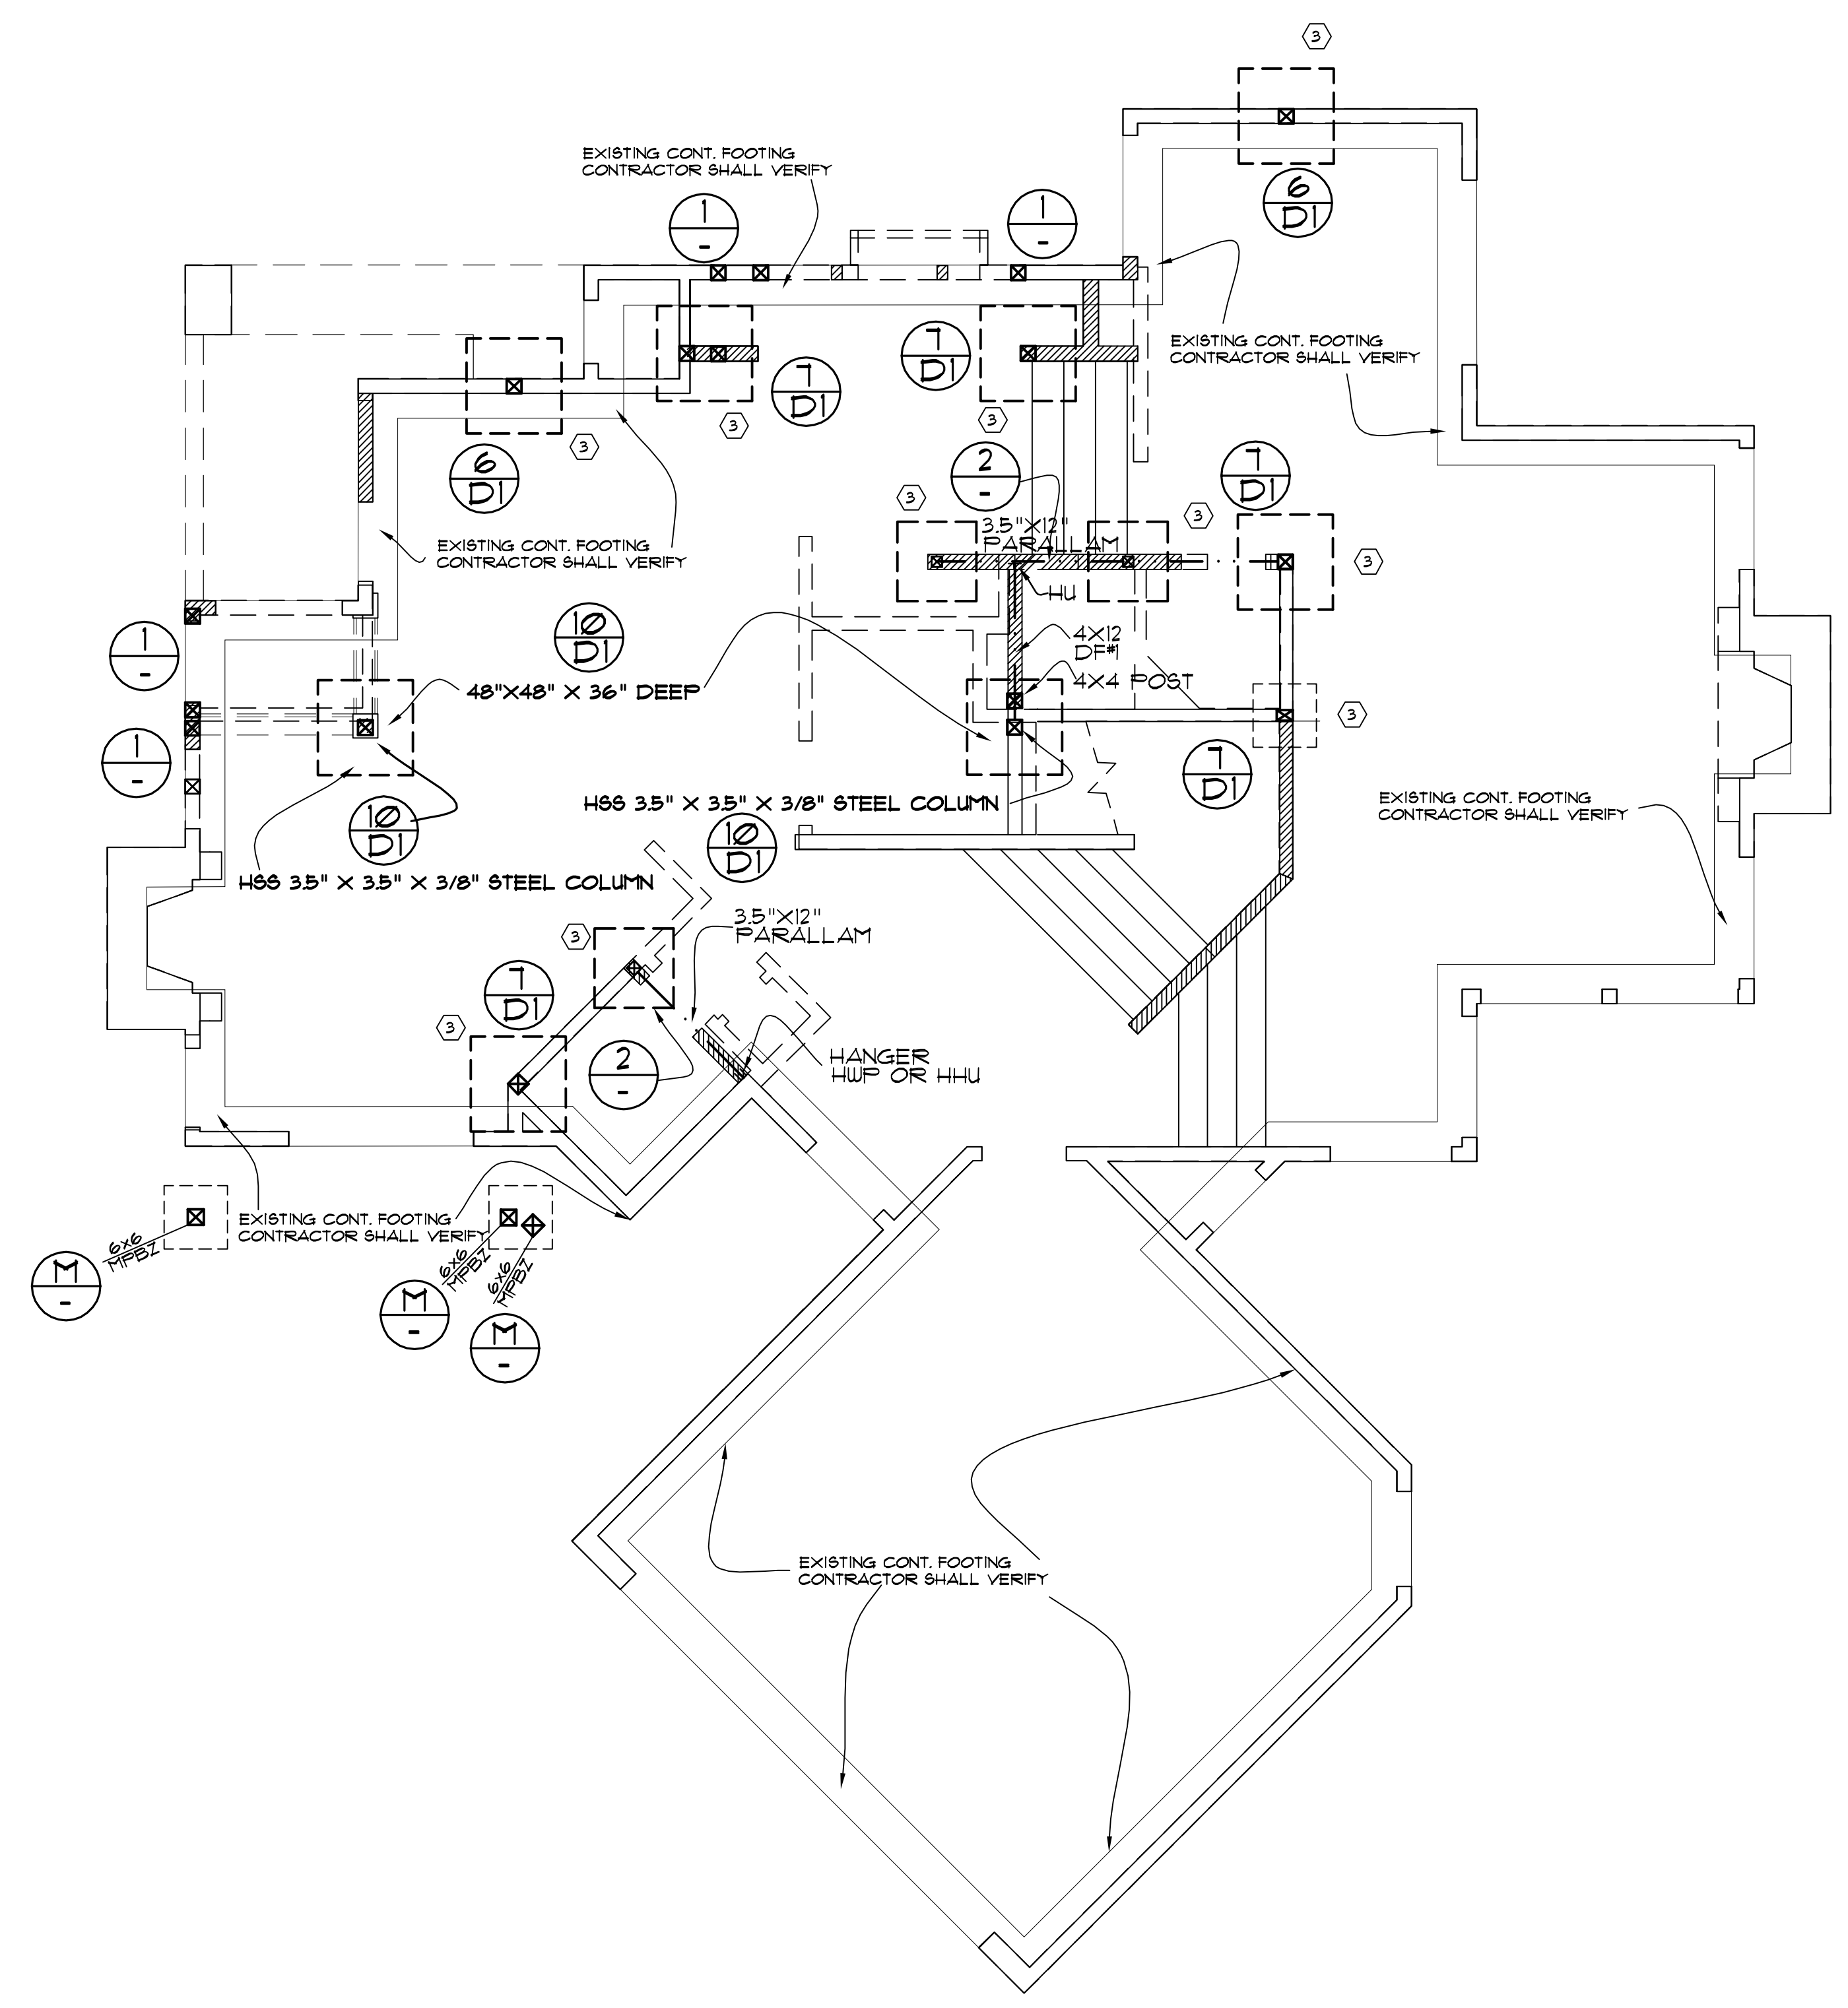 3
EXISTING CONT. FOOTING
CONTRACTOR SHALL VERIFY
6
D1
1
-
1
-
EXISTING CONT. FOOTING
CONTRACTOR SHALL VERIFY
7
D1
7
D1
3
3
3
6
D1
2
-
7
D1
3
3
3.5"X12"
PARALLAM
3
EXISTING CONT. FOOTING
CONTRACTOR SHALL VERIFY
3
HU
10
D1
4X12
DF#1
1
-
48"X48" X 36" DEEP
4X4 POST
3
1
-
7
D1
HSS 3.5" X 3.5" X 3/8" STEEL COLUMN
EXISTING CONT. FOOTING
CONTRACTOR SHALL VERIFY
10
D1
10
D1
HSS 3.5" X 3.5" X 3/8" STEEL COLUMN
3.5"X12"
PARALLAM
3
7
D1
3
2
-
HANGER
HWP OR HHU
EXISTING CONT. FOOTING
CONTRACTOR SHALL VERIFY
6x6
MPBZ
6x6
MPBZ
6x6
MPBZ
M
-
M
-
M
-
EXISTING CONT. FOOTING
CONTRACTOR SHALL VERIFY